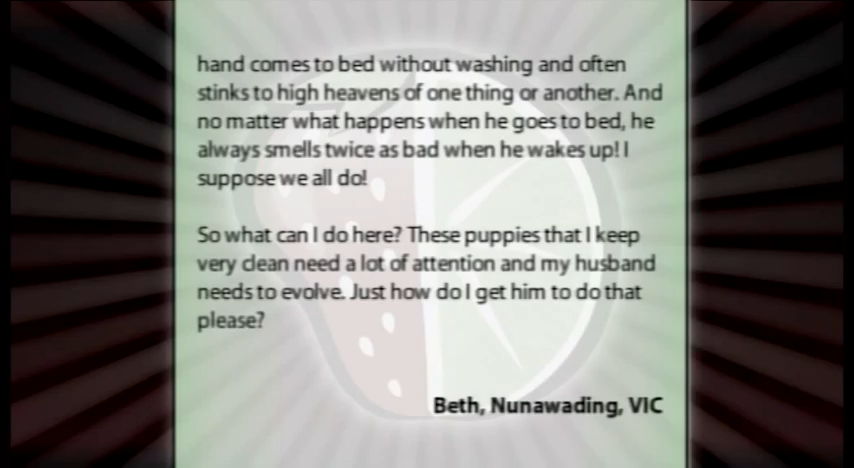 hand comes to bed without washing and often
stinks to high heavens of one thing or another. And
no matter what happens when he goes to bed, he
always smells twice as bad when he wakes up! I
suppose we all do!
So what can I do here? These puppies that I keep
very clean need a lot of attention and my husband
needs to evolve. Just how do I get him to do that
please?
Beth, Nunawading, VIC